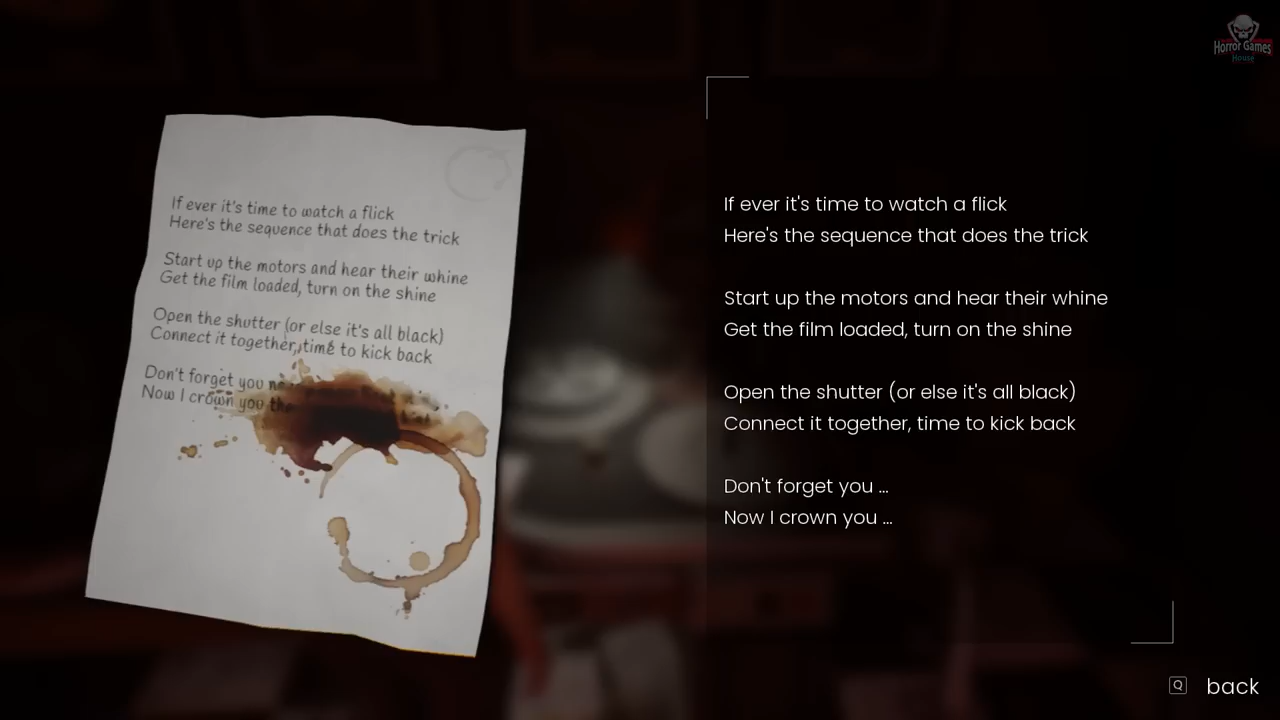 Horror Games
House
If ever it's time to watch a flick
Here's the sequence that does the trick
Start up the motors and hear their whine
Get the film loaded, turn on the shine
Open the shutter (or else it's all black)
Connect it together, time to kick back
Don't forget you
Now I crown you the
If ever it's time to watch a flick
Here's the sequence that does the trick
Start up the motors and hear their whine
Get the film loaded, turn on the shine
Open the shutter (or else it's all black)
Connect it together, time to kick back
Don't forget you ...
Now I crown you ...
Q back